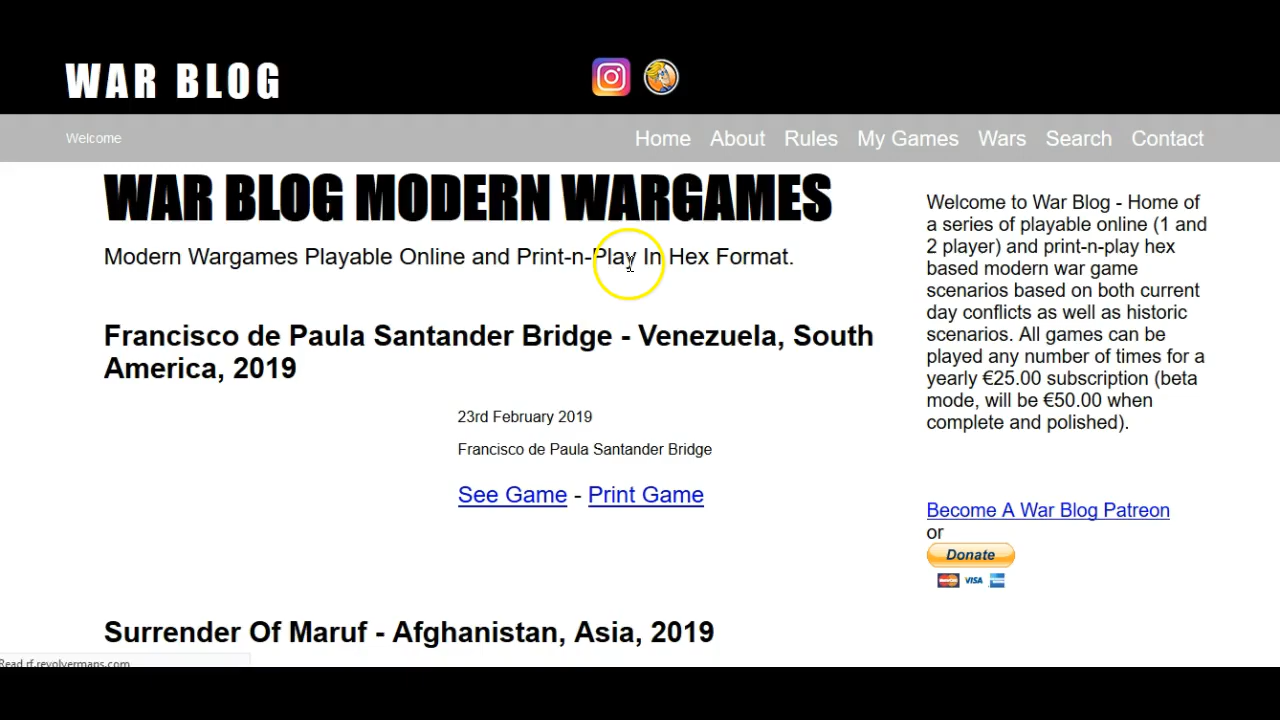 WAR BLOG
Welcome
Home About Rules My Games Wars Search Contact
WAR BLOG MODERN WARGAMES
Modern Wargames Playable Online and Print-n-Play In Hex Format.
Francisco de Paula Santander Bridge - Venezuela, South
America, 2019
23rd February 2019
Francisco de Paula Santander Bridge
See Game - Print Game
Surrender Of Maruf - Afghanistan, Asia, 2019
Welcome to War Blog - Home of
a series of playable online (1 and
2 player) and print-n-play hex
based modern war game
scenarios based on both current
day conflicts as well as historic
scenarios. All games can be
played any number of times for a
yearly €25.00 subscription (beta
mode, will be €50.00 when
complete and polished).
Become A War Blog Patreon
or
Donate
VISA
Read rf.revolvermaps.com